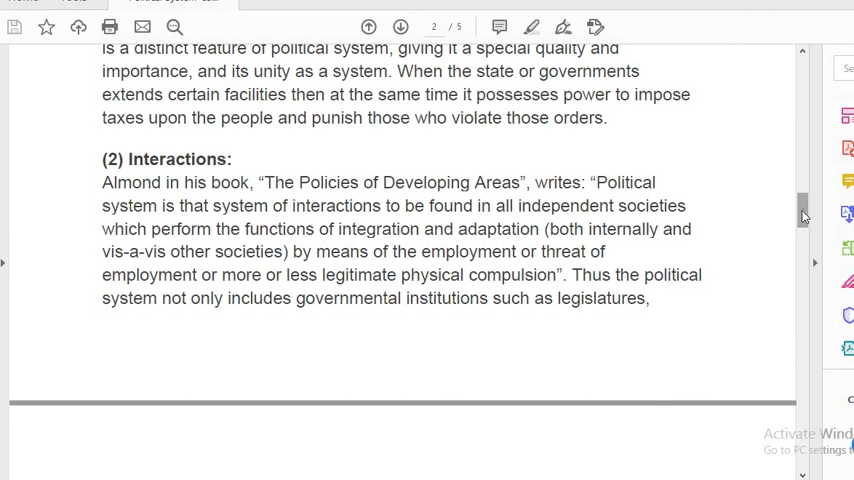 2 / 5
is a distinct feature of political system, giving it a special quality and
importance, and its unity as a system. When the state or governments
extends certain facilities then at the same time it possesses power to impose
taxes upon the people and punish those who violate those orders.
(2) Interactions:
Almond in his book, “The Policies of Developing Areas”, writes: “Political
system is that system of interactions to be found in all independent societies
which perform the functions of integration and adaptation (both internally and
vis-a-vis other societies) by means of the employment or threat of
employment or more or less legitimate physical compulsion”. Thus the political
system not only includes governmental institutions such as legislatures,
Activate Wind
Go to PC settings t